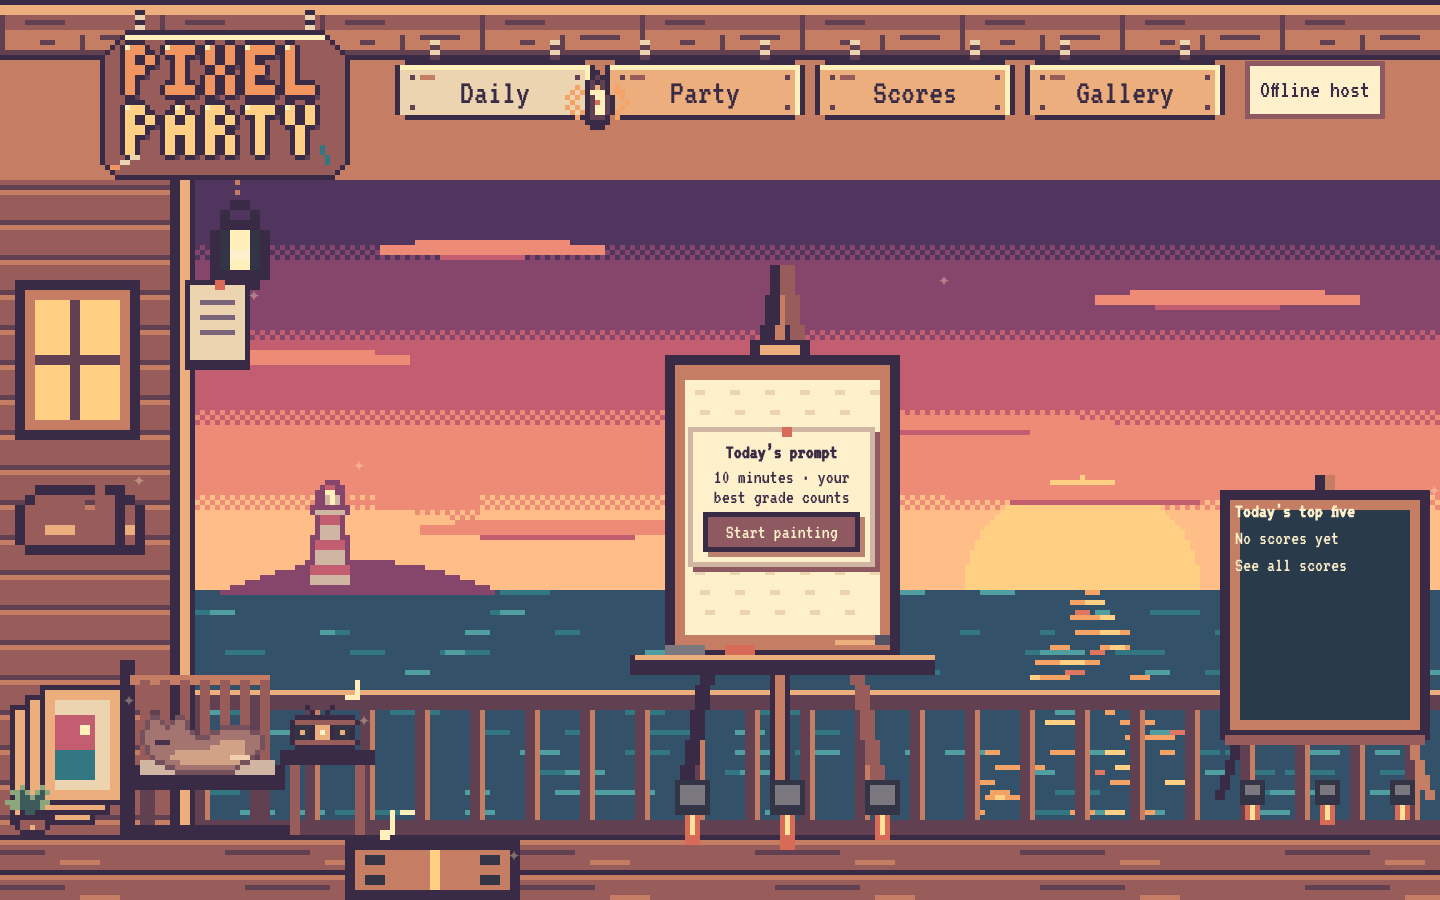 PIXEL
PARTY
Daily
Party
Scores
Gallery
Offline host
Today's prompt
10 minutes · your
best grade counts
Start painting
Today's top five
No scores yet
See all scores